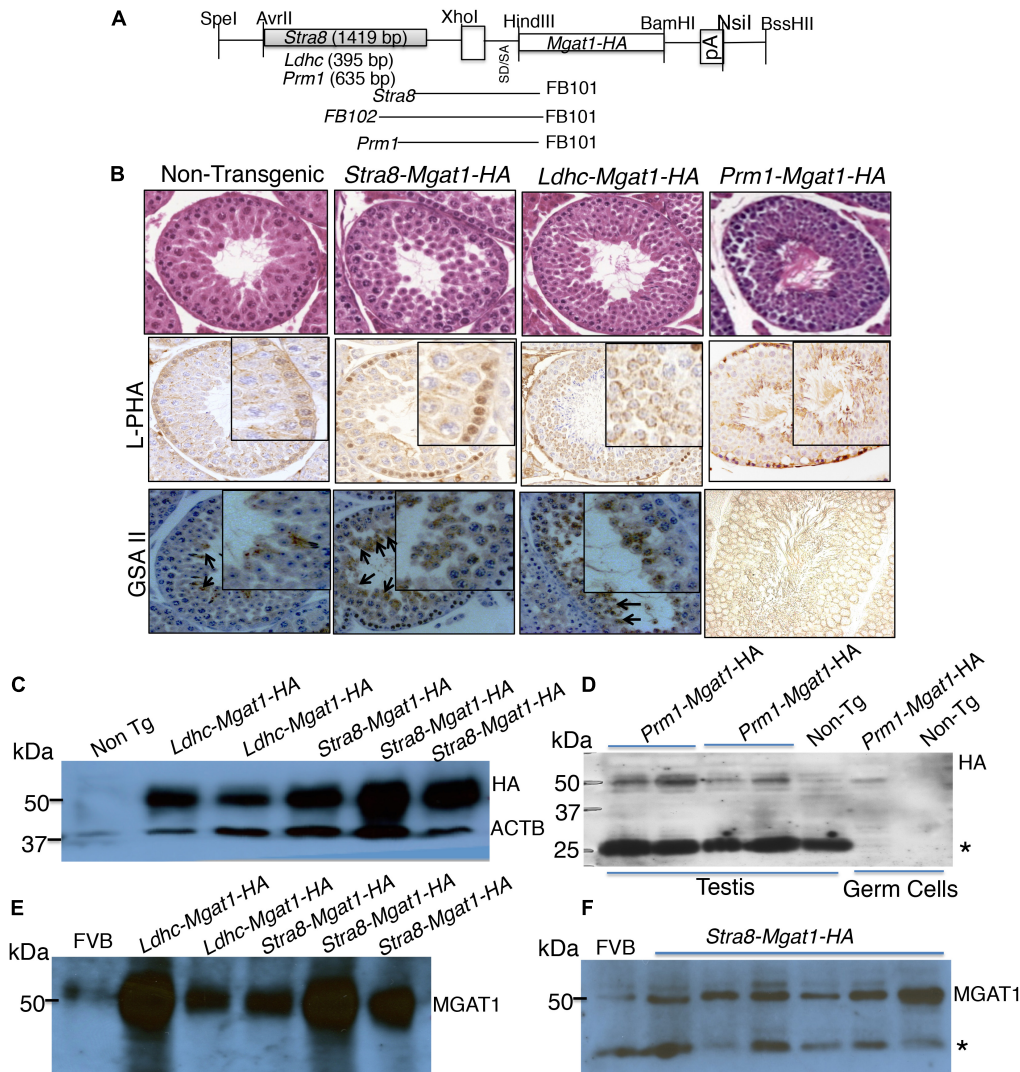 A
SpeI AvrII XhoI HindIII BamHI NsiI BssHII
Stra8 (1419 bp) SD/SA Mgat1-HA pA
Ldhc (395 bp)
Prm1 (635 bp)
Stra8 FB101
FB102 FB101
Prm1 FB101
B Non-Transgenic Stra8-Mgat1-HA Ldhc-Mgat1-HA Prm1-Mgat1-HA
L-PHA
GSA II
C
kDa Non Tg Ldhc-Mgat1-HA Ldhc-Mgat1-HA Stra8-Mgat1-HA Stra8-Mgat1-HA Stra8-Mgat1-HA
50 HA
37 ACTB
D
kDa Prm1-Mgat1-HA Prm1-Mgat1-HA Non-Tg Prm1-Mgat1-HA Non-Tg
HA
50
37
25 *
Testis Germ Cells
E
kDa FVB Ldhc-Mgat1-HA Ldhc-Mgat1-HA Stra8-Mgat1-HA Stra8-Mgat1-HA Stra8-Mgat1-HA
50 MGAT1
F
kDa FVB Stra8-Mgat1-HA
50 MGAT1
*